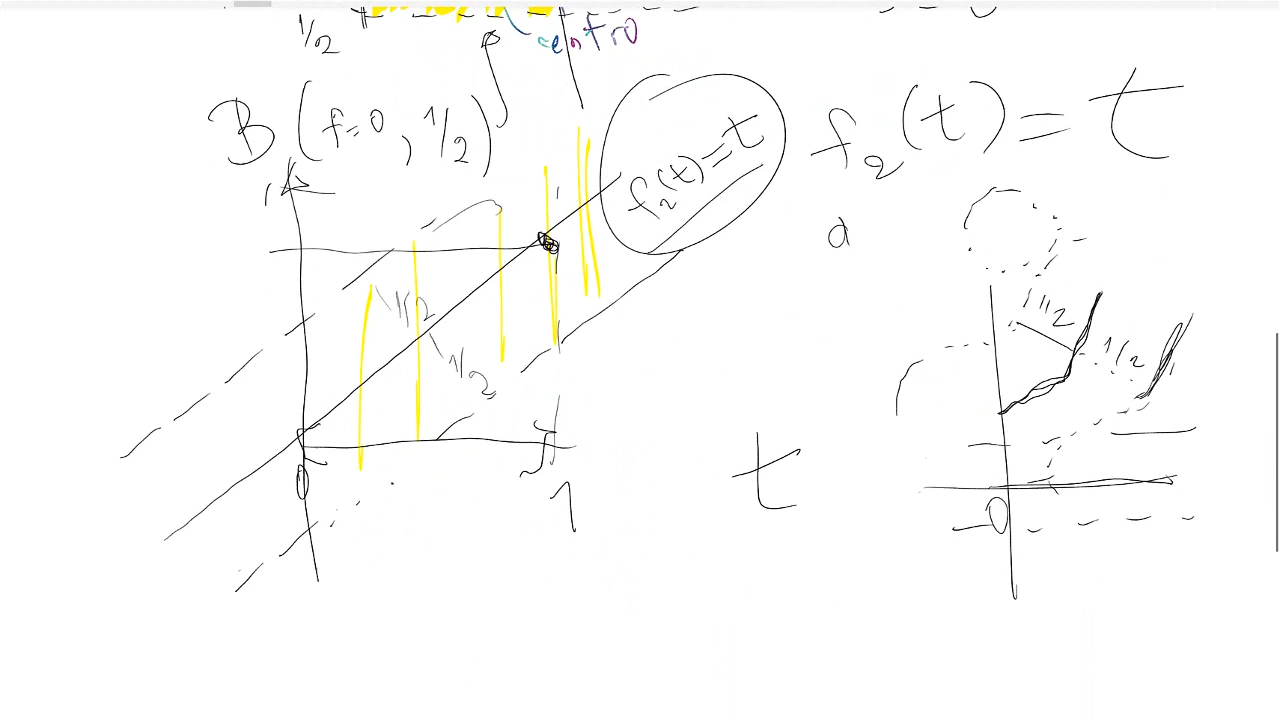 1/2
centro
B (f=0, 1/2)
f₂(t)=t
f₂(t)=t
1
1/2
1/2
0
1
t
1/2
1/2
0